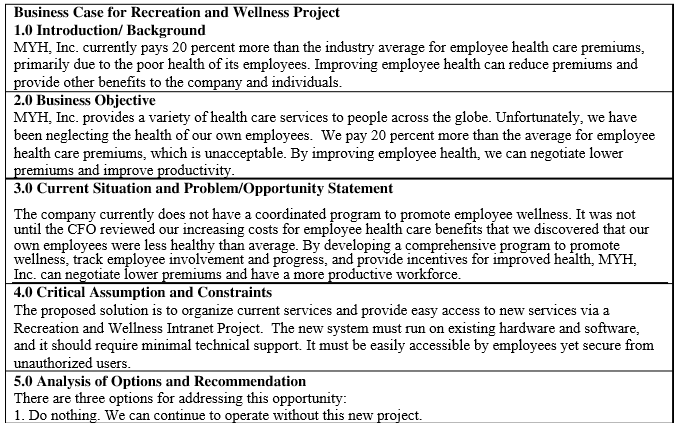 Business Case for Recreation and Wellness Project
1.0 Introduction/ Background
MYH, Inc. currently pays 20 percent more than the industry average for employee health care premiums,
primarily due to the poor health of its employees. Improving employee health can reduce premiums and
provide other benefits to the company and individuals.
2.0 Business Objective
MYH, Inc. provides a variety of health care services to people across the globe. Unfortunately, we have
been neglecting the health of our own employees.  We pay 20 percent more than the average for employee
health care premiums, which is unacceptable. By improving employee health, we can negotiate lower
premiums and improve productivity.
3.0 Current Situation and Problem/Opportunity Statement
The company currently does not have a coordinated program to promote employee wellness. It was not
until the CFO reviewed our increasing costs for employee health care benefits that we discovered that our
own employees were less healthy than average. By developing a comprehensive program to promote
wellness, track employee involvement and progress, and provide incentives for improved health, MYH,
Inc. can negotiate lower premiums and have a more productive workforce.
4.0 Critical Assumption and Constraints
The proposed solution is to organize current services and provide easy access to new services via a
Recreation and Wellness Intranet Project.  The new system must run on existing hardware and software,
and it should require minimal technical support. It must be easily accessible by employees yet secure from
unauthorized users.
5.0 Analysis of Options and Recommendation
There are three options for addressing this opportunity:
1. Do nothing. We can continue to operate without this new project.